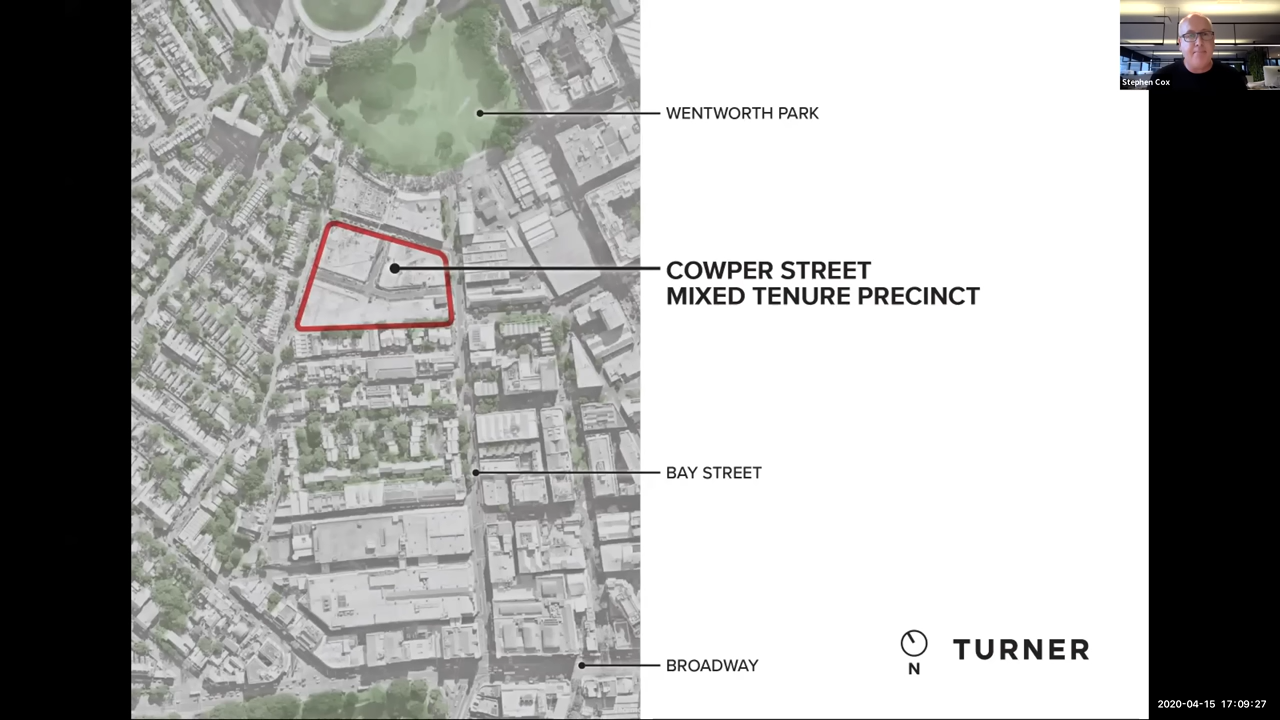 Stephen Cox
WENTWORTH PARK
COWPER STREET
MIXED TENURE PRECINCT
BAY STREET
BROADWAY
N
TURNER
2020-04-15 17:09:27